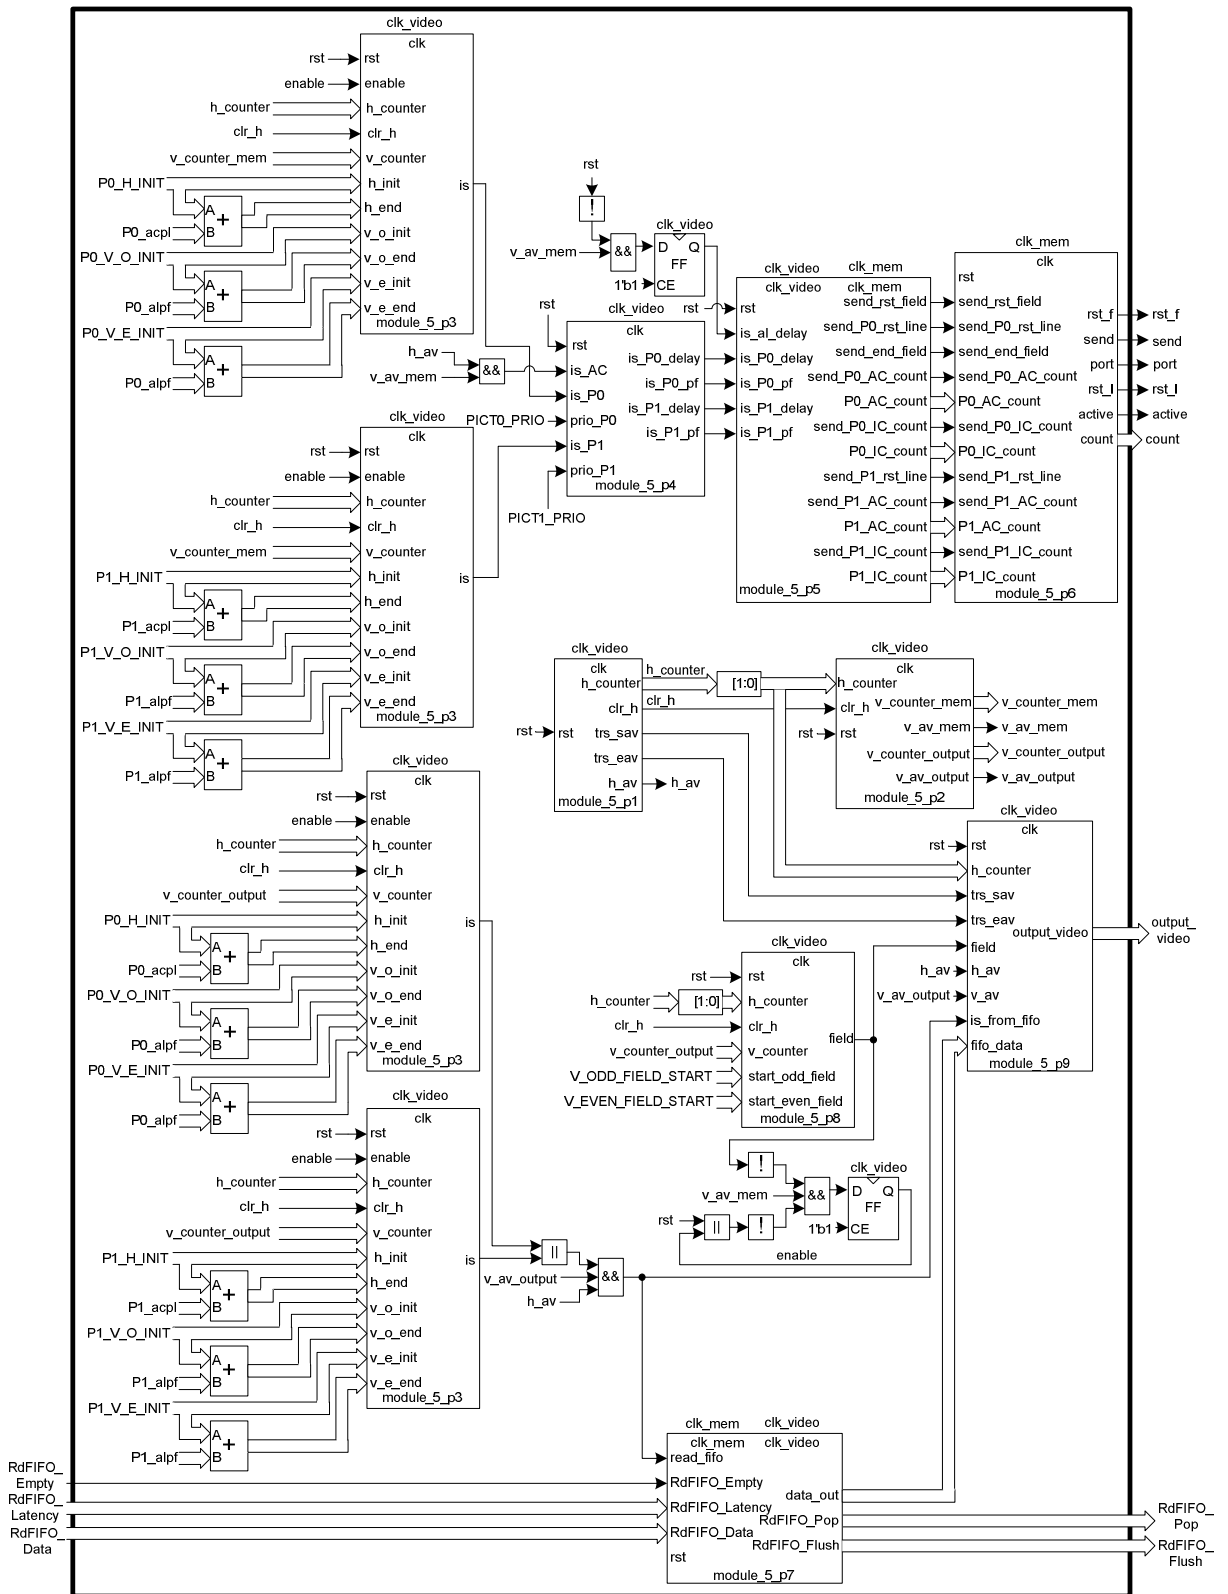 clk_video
clk
rst rst
enable enable
h_counter h_counter
clr_h clr_h
v_counter_mem v_counter
P0_H_INIT h_init is
A + B h_end
P0_acpl v_o_init
P0_V_O_INIT v_o_end
A + B v_e_init
P0_alpf v_e_end
P0_V_E_INIT module_5_p3
A + B
P0_alpf
clk_video
clk
rst rst
enable enable
h_counter h_counter
clr_h clr_h
v_counter_mem v_counter
P1_H_INIT h_init is
A + B h_end
P1_acpl v_o_init
P1_V_O_INIT v_o_end
A + B v_e_init
P1_alpf v_e_end
P1_V_E_INIT module_5_p3
A + B
P1_alpf
clk_video
clk
rst rst
enable enable
h_counter h_counter
clr_h clr_h
v_counter_output v_counter
P0_H_INIT h_init is
A + B h_end
P0_acpl v_o_init
P0_V_O_INIT v_o_end
A + B v_e_init
P0_alpf v_e_end
P0_V_E_INIT module_5_p3
A + B
P0_alpf
clk_video
clk
rst rst
enable enable
h_counter h_counter
clr_h clr_h
v_counter_output v_counter
P1_H_INIT h_init is
A + B h_end
P1_acpl v_o_init
P1_V_O_INIT v_o_end
A + B v_e_init
P1_alpf v_e_end
P1_V_E_INIT module_5_p3
A + B
P1_alpf
rst
!
v_av_mem &&
clk_video
D Q
FF
1'b1 CE
h_av
v_av_mem &&
rst
clk_video
clk
rst
is_AC is_P0_delay
is_P0 is_P0_pf
PICT0_PRIO prio_P0 is_P1_delay
is_P1 is_P1_pf
prio_P1
module_5_p4
PICT1_PRIO
clk_video clk_mem
clk_video clk_mem
rst rst send_rst_field
is_al_delay send_P0_rst_line
is_P0_delay send_end_field
is_P0_pf send_P0_AC_count
is_P1_delay P0_AC_count
is_P1_pf send_P0_IC_count
P0_IC_count
send_P1_rst_line
send_P1_AC_count
P1_AC_count
send_P1_IC_count
P1_IC_count
module_5_p5
clk_mem
clk
rst
send_rst_field rst_f rst_f
send_P0_rst_line send send
send_end_field port port
send_P0_AC_count rst_l rst_l
P0_AC_count active active
send_P0_IC_count count count
P0_IC_count
send_P1_rst_line
send_P1_AC_count
P1_AC_count
send_P1_IC_count
P1_IC_count
module_5_p6
clk_video
clk
h_counter h_counter
clr_h clr_h
rst rst trs_sav
trs_eav
h_av h_av
module_5_p1
[1:0]
clk_video
clk
h_counter
clr_h v_counter_mem v_counter_mem
rst rst v_av_mem v_av_mem
v_counter_output v_counter_output
v_av_output v_av_output
module_5_p2
clk_video
clk
rst rst
h_counter
trs_sav
trs_eav
output_video output_video
field
h_av h_av
v_av_output v_av
is_from_fifo
fifo_data
module_5_p9
clk_video
clk
rst rst
h_counter [1:0] h_counter
clr_h clr_h
field
v_counter_output v_counter
V_ODD_FIELD_START start_odd_field
V_EVEN_FIELD_START start_even_field
module_5_p8
!
v_av_mem &&
rst || !
clk_video
D Q
FF
1'b1 CE
enable
||
v_av_output &&
h_av
clk_mem clk_video
clk_mem clk_video
read_fifo
RdFIFO_Empty RdFIFO_Empty
RdFIFO_Latency RdFIFO_Latency
RdFIFO_Data RdFIFO_Data
rst
data_out
RdFIFO_Pop RdFIFO_Pop
RdFIFO_Flush RdFIFO_Flush
module_5_p7